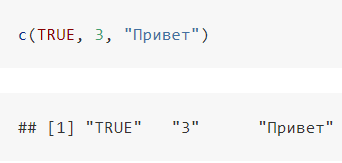 c(TRUE, 3, "Привет")
## [1] "TRUE"   "3"      "Привет"